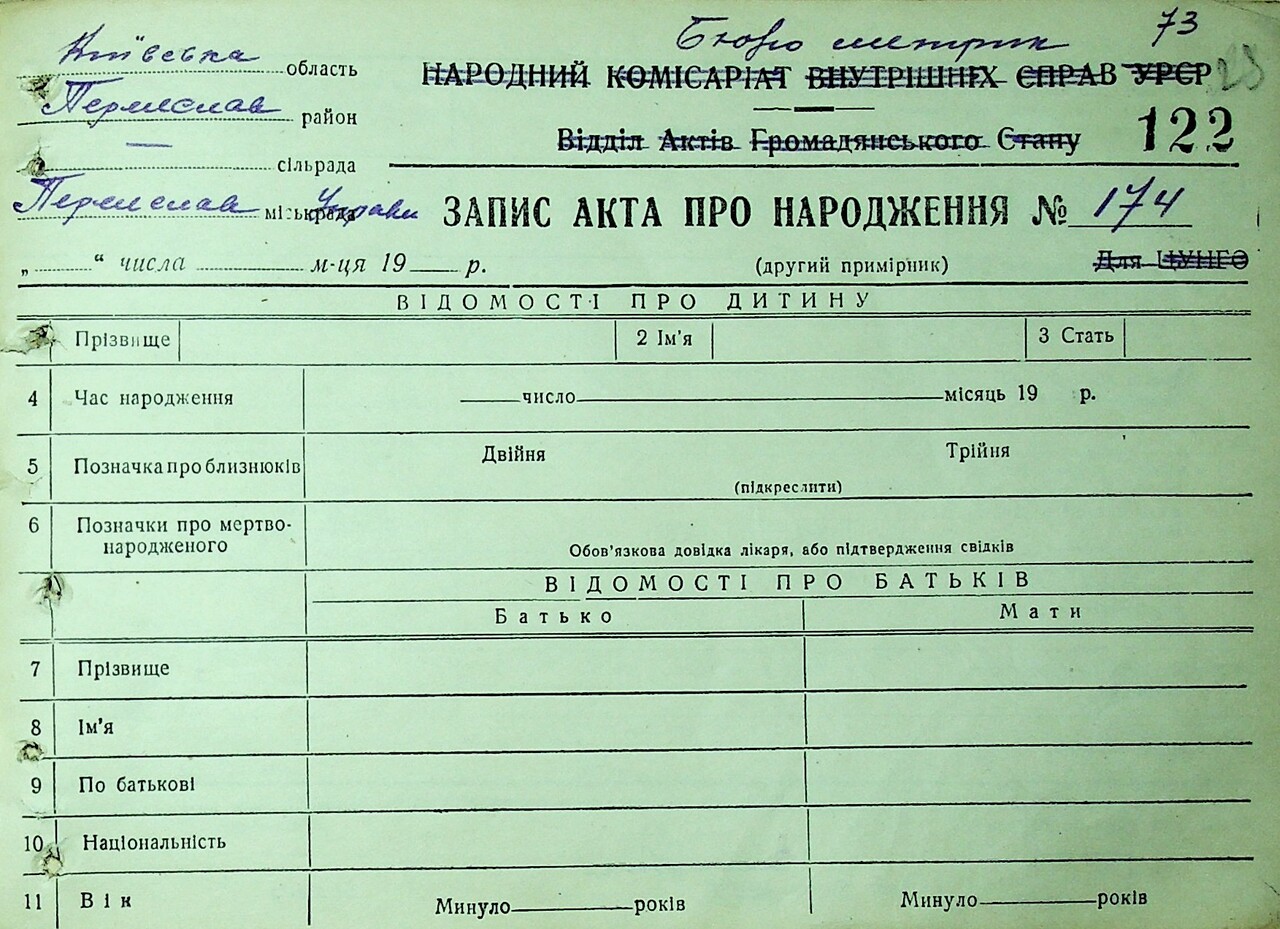 Київська область
Бюро метрик 73
НАРОДНИЙ КОМІСАРІАТ ВНУТРІШНІХ СПРАВ УРСР
Переяслав район
122
Відділ Актів Громадянського Стану
— сільрада
Переяслав міськрада Управи
ЗАПИС АКТА ПРО НАРОДЖЕННЯ № 174
„ “ числа м-ця 19 р.
(другий примірник)
Для ЦУНГО
ВІДОМОСТІ ПРО ДИТИНУ
Прізвище
2 Ім'я
3 Стать
4 Час народження
число місяць 19 р.
5 Позначка про близнюків
Двійня Трійня
(підкреслити)
6 Позначки про мертво-
народженого
Обов'язкова довідка лікаря, або підтвердження свідків
ВІДОМОСТІ ПРО БАТЬКІВ
Батько Мати
7 Прізвище
8 Ім'я
9 По батькові
10 Національність
11 Вік Минуло років Минуло років